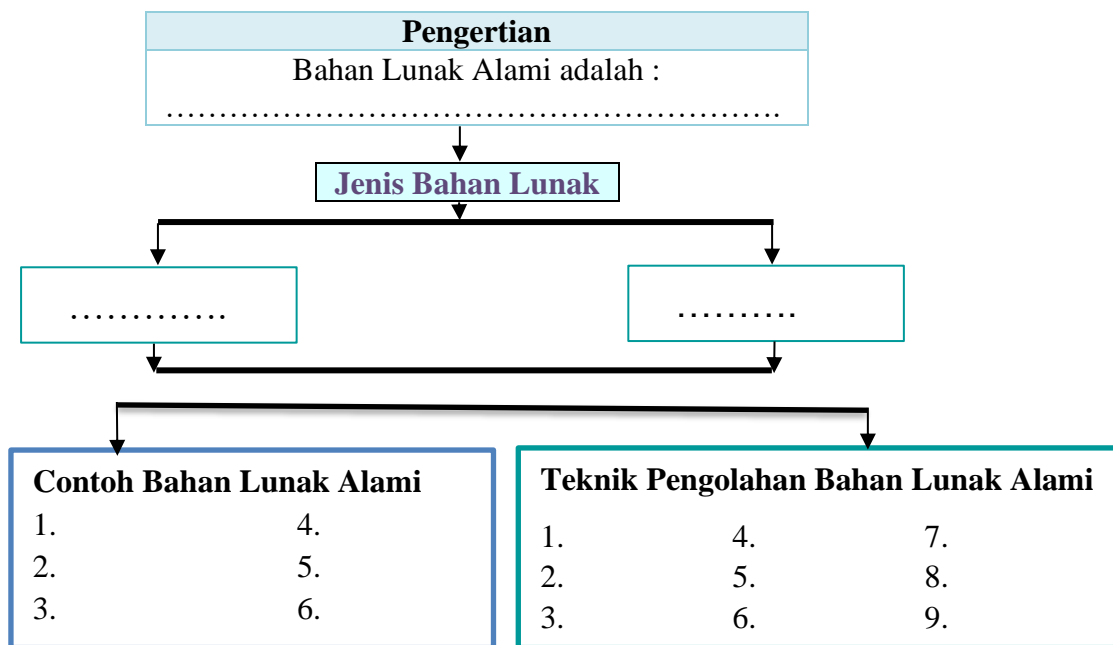 Pengertian
Bahan Lunak Alami adalah :
……………………………………………………….
Jenis Bahan Lunak
………….
……….
Contoh Bahan Lunak Alami
1. 4.
2. 5.
3. 6.
Teknik Pengolahan Bahan Lunak Alami
1. 4. 7.
2. 5. 8.
3. 6. 9.